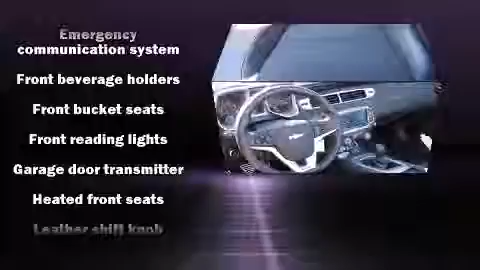 Emergency
communication system
Front beverage holders
Front bucket seats
Front reading lights
Garage door transmitter
Heated front seats
Leather shift knob